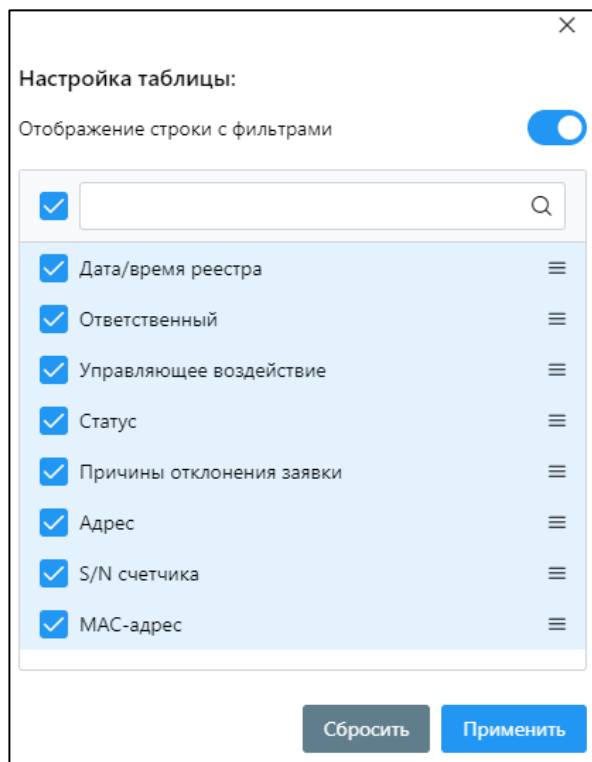 Настройка таблицы:
Отображение строки с фильтрами
Дата/время реестра
Ответственный
Управляющее воздействие
Статус
Причины отклонения заявки
Адрес
S/N счетчика
MAC-адрес
Сбросить Применить